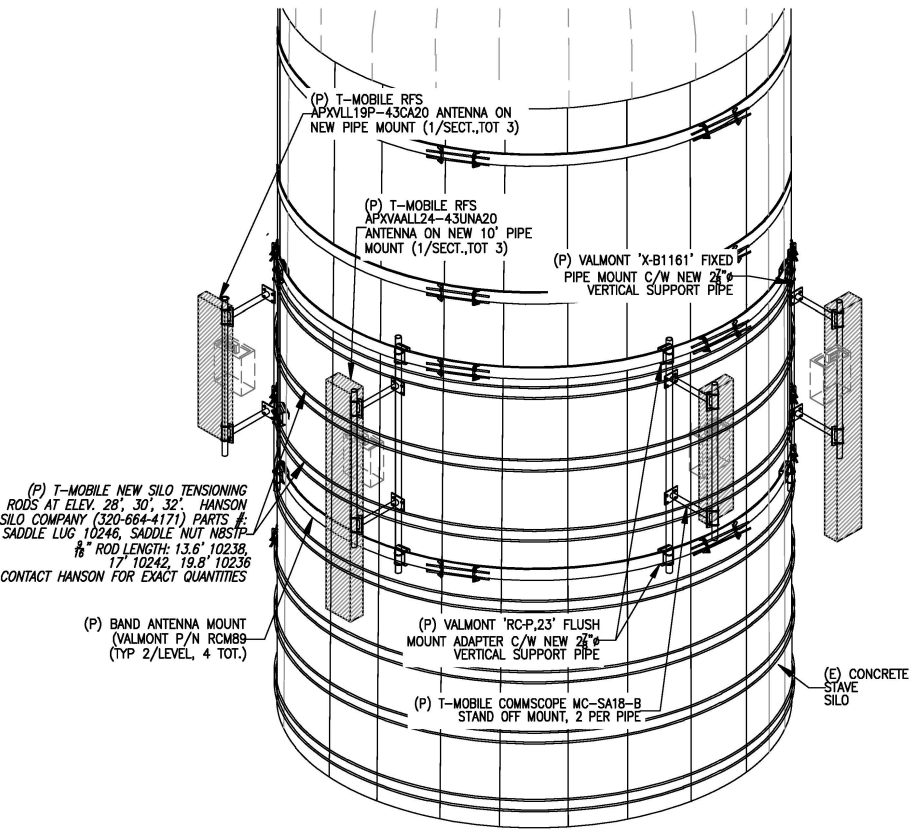 (P) T-MOBILE RFS
APXVLL19P-43CA20 ANTENNA ON
NEW PIPE MOUNT (1/SECT.,TOT 3)
(P) T-MOBILE RFS
APXVAALL24-43UNA20
ANTENNA ON NEW 10' PIPE
MOUNT (1/SECT.,TOT 3)
(P) VALMONT 'X-B1161' FIXED
PIPE MOUNT C/W NEW 2⅞"ø
VERTICAL SUPPORT PIPE
(P) T-MOBILE NEW SILO TENSIONING
RODS AT ELEV. 28', 30', 32'. HANSON
SILO COMPANY (320-664-4171) PARTS #:
SADDLE LUG 10246, SADDLE NUT N8STP
9/16" ROD LENGTH: 13.6' 10238,
17' 10242, 19.8' 10236
CONTACT HANSON FOR EXACT QUANTITIES
(P) BAND ANTENNA MOUNT
(VALMONT P/N RCM89
(TYP 2/LEVEL, 4 TOT.)
(P) VALMONT 'RC-P,23' FLUSH
MOUNT ADAPTER C/W NEW 2⅞"ø
VERTICAL SUPPORT PIPE
(P) T-MOBILE COMMSCOPE MC-SA18-B
STAND OFF MOUNT, 2 PER PIPE
(E) CONCRETE
STAVE
SILO